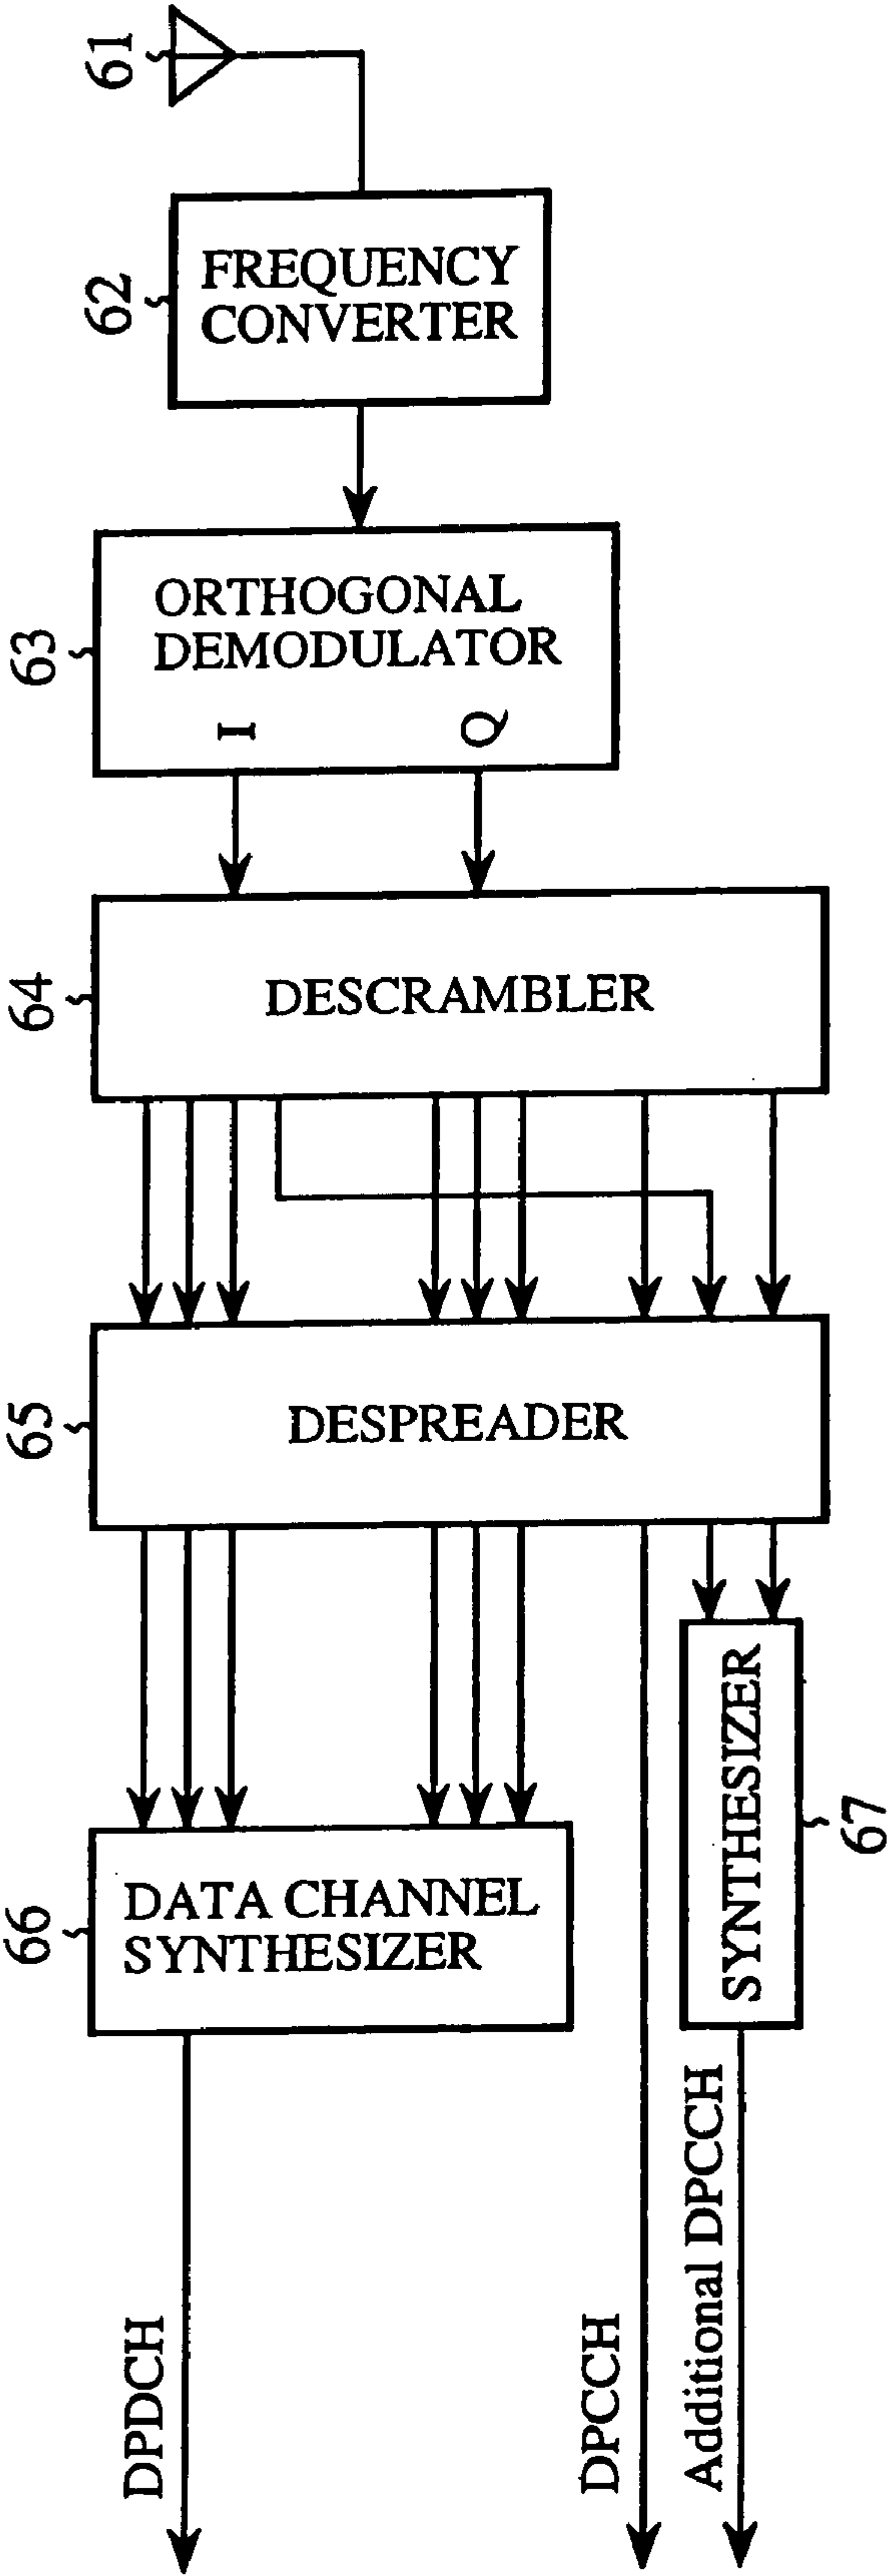 61
62
FREQUENCY
CONVERTER
63
ORTHOGONAL
DEMODULATOR
I
Q
64
DESCRAMBLER
65
DESPREADER
66
DATA CHANNEL
SYNTHESIZER
SYNTHESIZER
67
DPDCH
DPCCH
Additional DPCCH